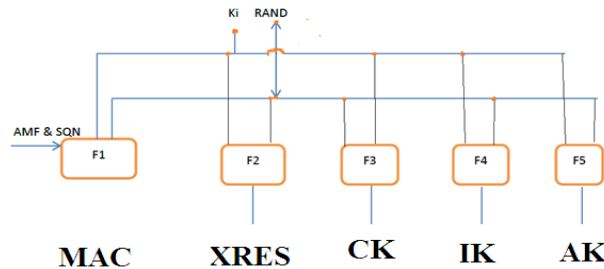 Ki RAND
AMF & SQN
F1 F2 F3 F4 F5
MAC XRES CK IK AK